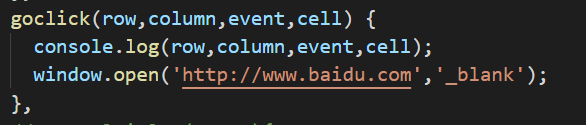 goclick(row,column,event,cell) {
console.log(row,column,event,cell);
window.open('http://www.baidu.com','_blank');
},